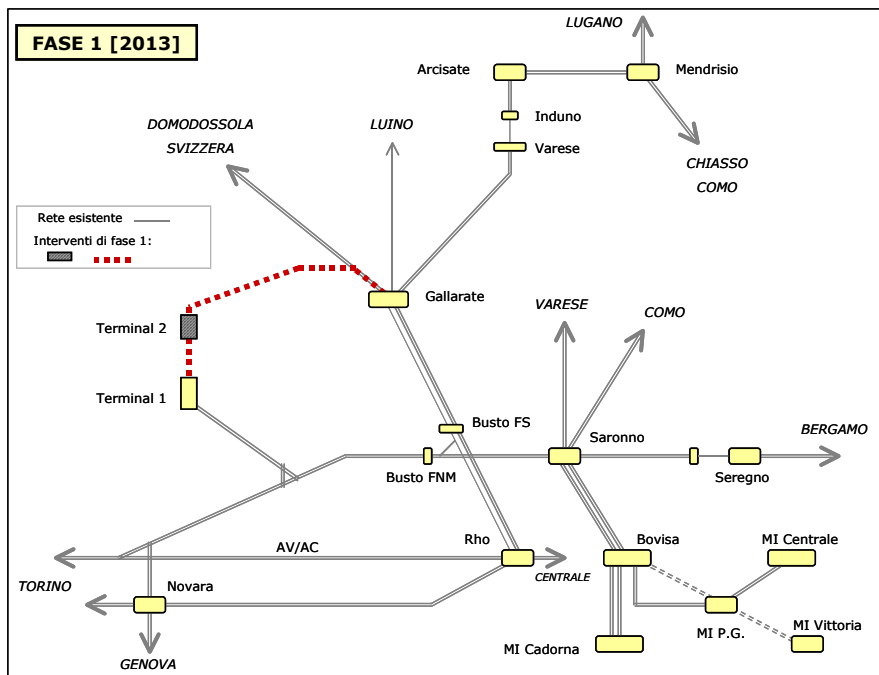 FASE 1 [2013]
LUGANO
Arcisate
Mendrisio
Induno
DOMODOSSOLA
SVIZZERA
LUINO
Varese
CHIASSO
COMO
Rete esistente
Interventi di fase 1:
Gallarate
VARESE
COMO
Terminal 2
Terminal 1
Busto FS
Saronno
BERGAMO
Busto FNM
Seregno
AV/AC
Rho
Bovisa
MI Centrale
CENTRALE
TORINO
Novara
MI P.G.
MI Vittoria
MI Cadorna
GENOVA